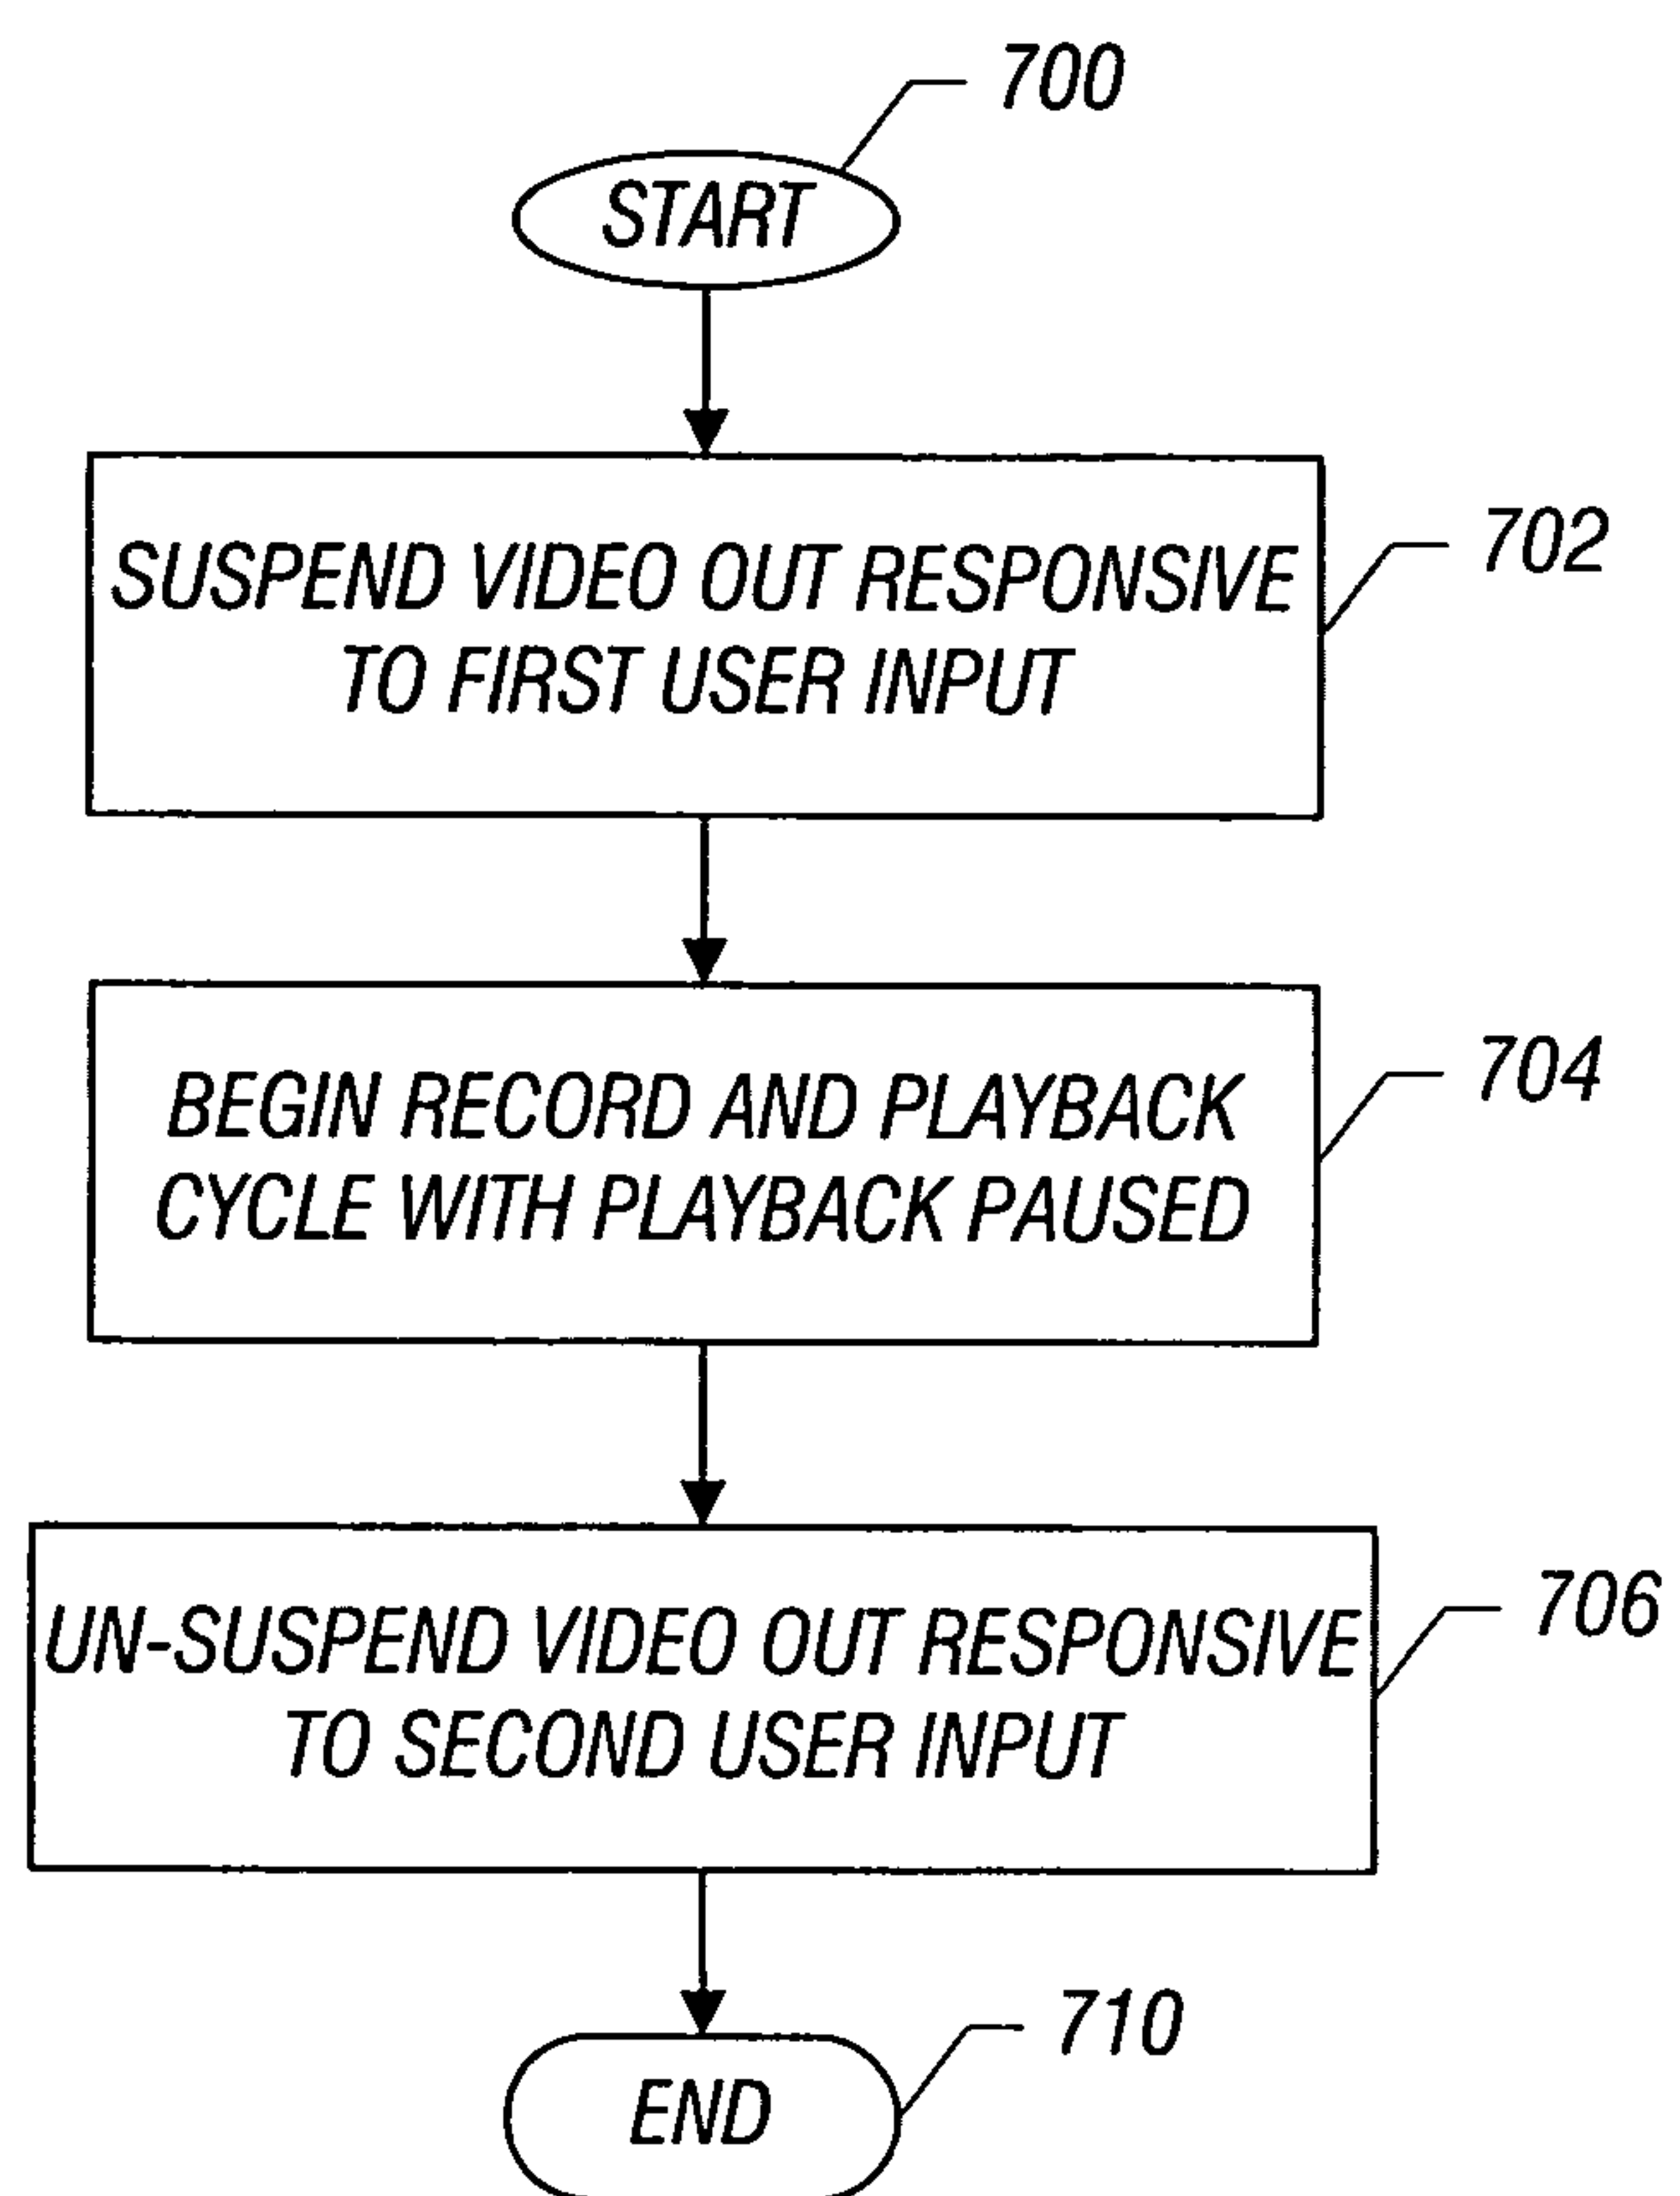 700
START
SUSPEND VIDEO OUT RESPONSIVE
TO FIRST USER INPUT
702
BEGIN RECORD AND PLAYBACK
CYCLE WITH PLAYBACK PAUSED
704
UN-SUSPEND VIDEO OUT RESPONSIVE
TO SECOND USER INPUT
706
710
END